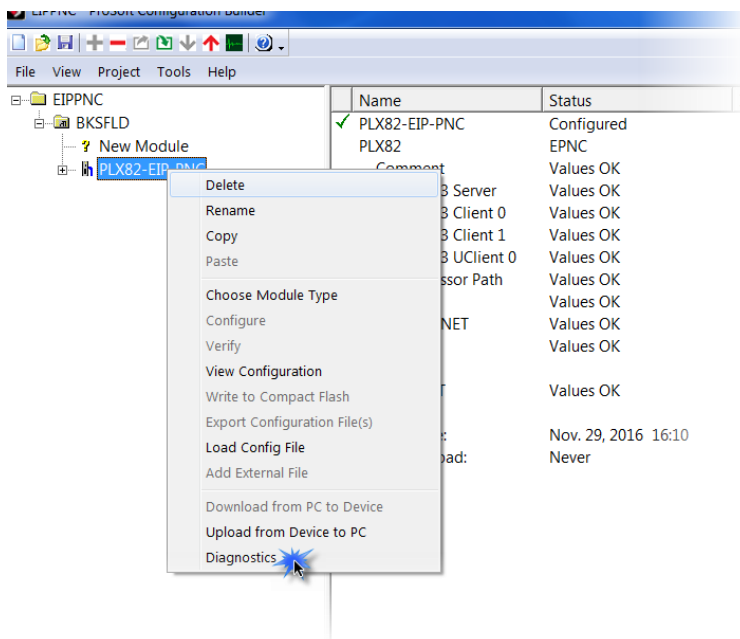 EIPPNC - ProSoft Configuration Builder
File View Project Tools Help
EIPPNC
BKSFLD
New Module
PLX82-EIP-PNC
Name Status
PLX82-EIP-PNC Configured
PLX82 EPNC
Comment Values OK
3 Server Values OK
3 Client 0 Values OK
3 Client 1 Values OK
3 UClient 0 Values OK
ssor Path Values OK
Values OK
NET Values OK
Values OK
T Values OK
e: Nov. 29, 2016 16:10
oad: Never
Delete
Rename
Copy
Paste
Choose Module Type
Configure
Verify
View Configuration
Write to Compact Flash
Export Configuration File(s)
Load Config File
Add External File
Download from PC to Device
Upload from Device to PC
Diagnostics